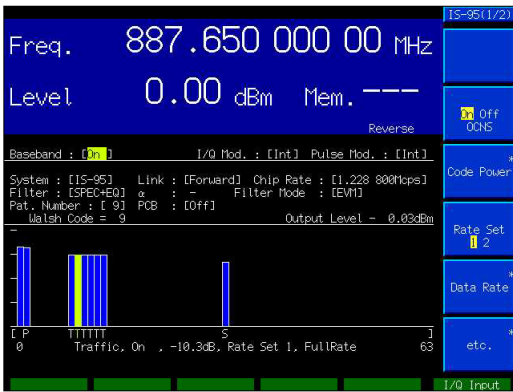 IS-95(1/2)
Freq. 887.650 000 00 MHz
Level 0.00 dBm Mem. ---
Reverse
On Off
OCNS
Baseband : [On ] I/Q Mod. : [Int] Pulse Mod. : [Int]
Code Power
*
System : [IS-95] Link : [Forward] Chip Rate : [1.228 800Mcps]
Filter : [SPEC+EQ] α : - Filter Mode : [EVM]
Pat. Number : [ 9] PCB : [Off]
Walsh Code = 9 Output Level - 0.03dBm
Rate Set
1 2
Data Rate
*
[ P TTTTTT S ]
0 Traffic, On , -10.3dB, Rate Set 1, FullRate 63
etc.
*
I/Q Input